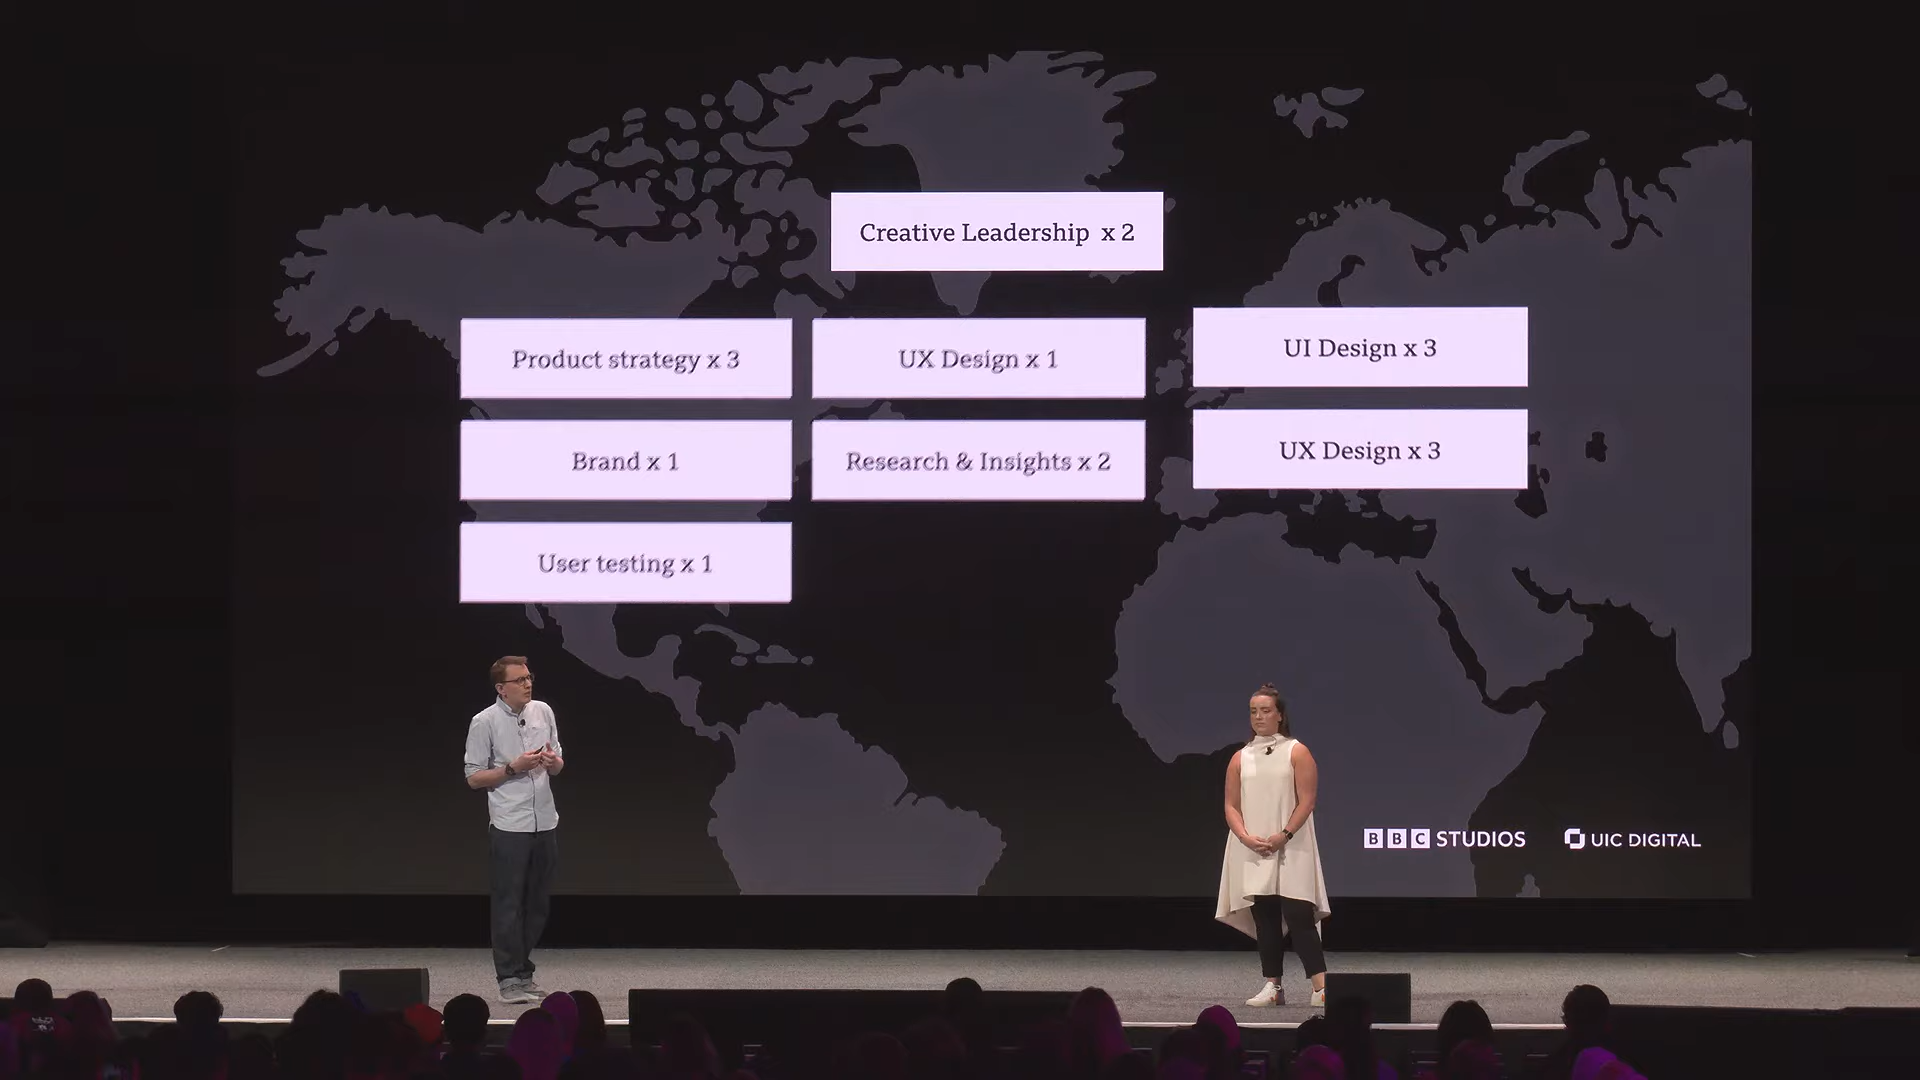 Creative Leadership x 2
Product strategy x 3
UX Design x 1
UI Design x 3
Brand x 1
Research & Insights x 2
UX Design x 3
User testing x 1
BBC STUDIOS
UIC DIGITAL